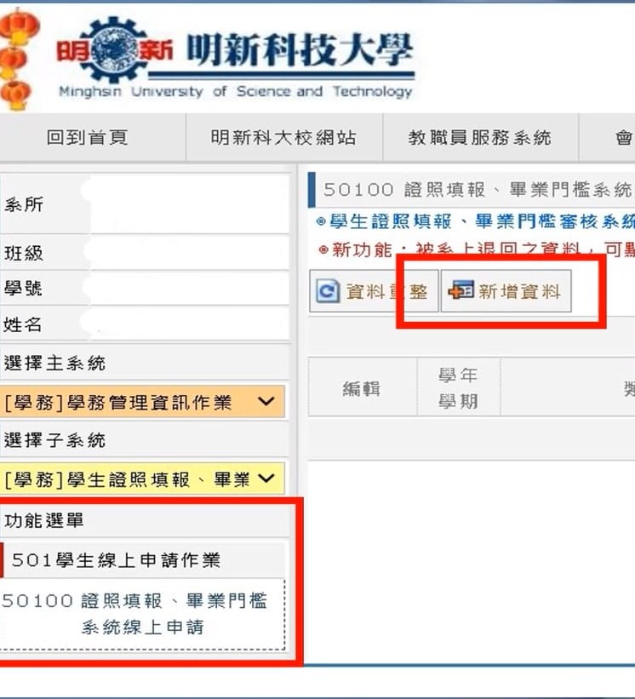 明新 明新科技大學
Minghsin University of Science and Technology
回到首頁 明新科大校網站 教職員服務系統 會
系所
班級
學號
姓名
選擇主系統
[學務]學務管理資訊作業
選擇子系統
[學務]學生證照填報、畢業
功能選單
501學生線上申請作業
50100 證照填報、畢業門檻
系統線上申請
50100 證照填報、畢業門檻系統
學生證照填報、畢業門檻審核系統
新功能：被系上退回之資料，可點
資料重整 新增資料
編輯
學年
學期